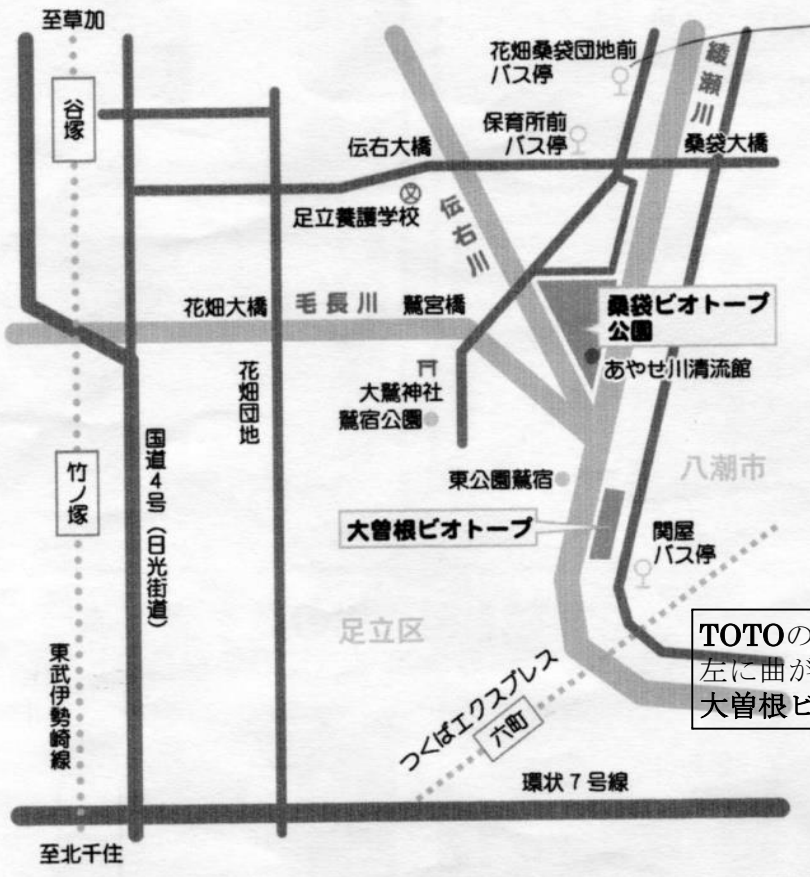 至草加
谷塚
花畑桑袋団地前
バス停
綾瀬川
保育所前
バス停
伝右大橋
桑袋大橋
足立養護学校
伝右川
花畑大橋
毛長川
鷲宮橋
桑袋ビオトープ
公園
あやせ川清流館
大鷲神社
鷲宿公園
花畑団地
国道4号(日光街道)
竹ノ塚
東公園鷲宿
八潮市
大曽根ビオトープ
関屋
バス停
足立区
TOTOの
左に曲が
大曽根ビ
東武伊勢崎線
つくばエクスプレス
六町
環状7号線
至北千住